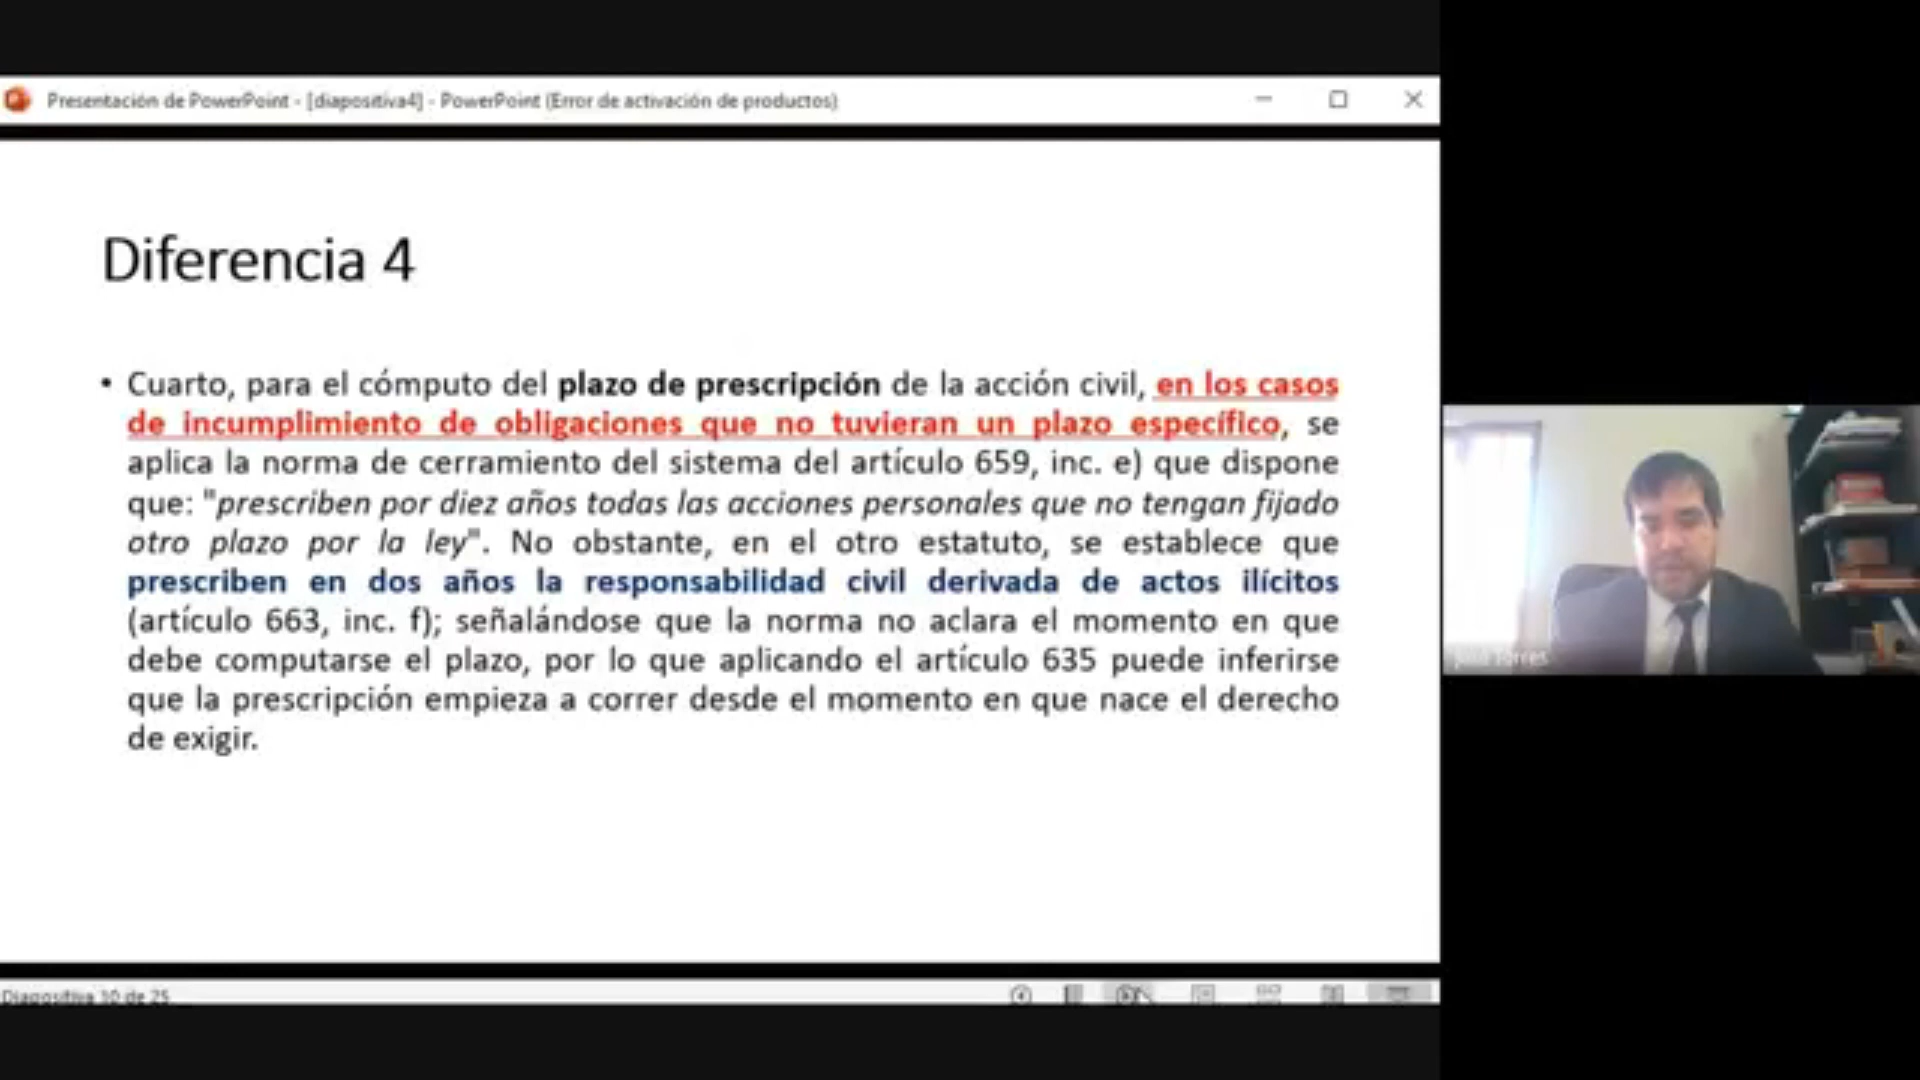 Presentación de PowerPoint - [diapositiva4] - PowerPoint (Error de activación de productos)
Diferencia 4
• Cuarto, para el cómputo del plazo de prescripción de la acción civil, en los casos
de incumplimiento de obligaciones que no tuvieran un plazo específico, se
aplica la norma de cerramiento del sistema del artículo 659, inc. e) que dispone
que: "prescriben por diez años todas las acciones personales que no tengan fijado
otro plazo por la ley". No obstante, en el otro estatuto, se establece que
prescriben en dos años la responsabilidad civil derivada de actos ilícitos
(artículo 663, inc. f); señalándose que la norma no aclara el momento en que
debe computarse el plazo, por lo que aplicando el artículo 635 puede inferirse
que la prescripción empieza a correr desde el momento en que nace el derecho
de exigir.
Torres
Diapositiva 10 de 25